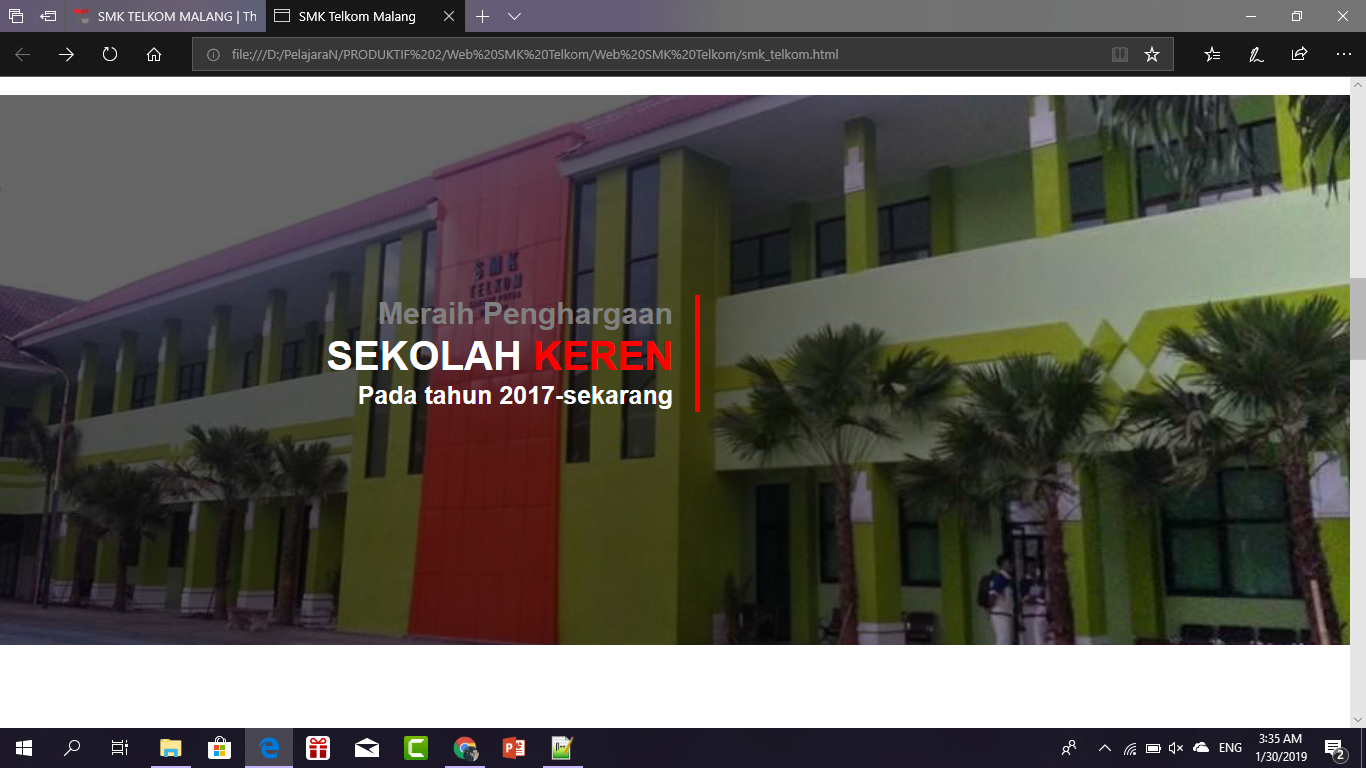 SMK TELKOM MALANG | Th
SMK Telkom Malang
file:///D:/PelajaraN/PRODUKTIF%202/Web%20SMK%20Telkom/Web%20SMK%20Telkom/smk_telkom.html
SMK
TELKOM
Meraih Penghargaan
SEKOLAH KEREN
Pada tahun 2017-sekarang
ENG
3:35 AM
1/30/2019
2